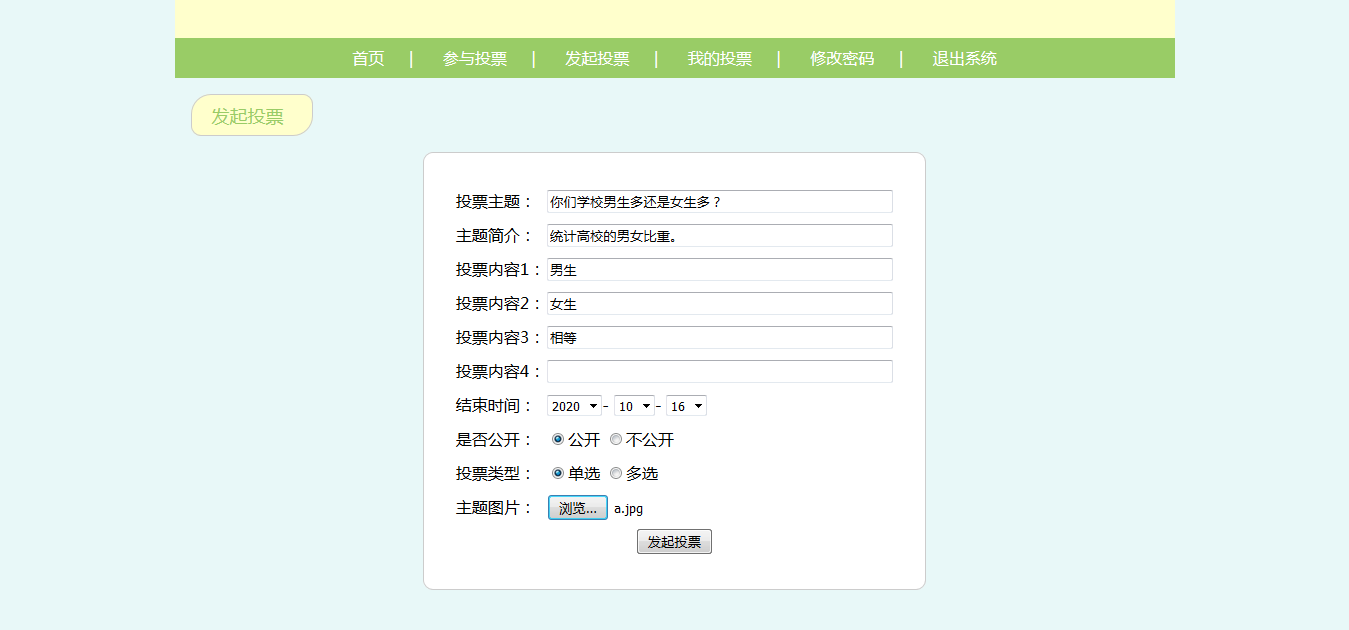 首页 | 参与投票 | 发起投票 | 我的投票 | 修改密码 | 退出系统
发起投票
投票主题： 你们学校男生多还是女生多？
主题简介： 统计高校的男女比重。
投票内容1： 男生
投票内容2： 女生
投票内容3： 相等
投票内容4：
结束时间： 2020 - 10 - 16
是否公开： 公开 不公开
投票类型： 单选 多选
主题图片： 浏览... a.jpg
发起投票